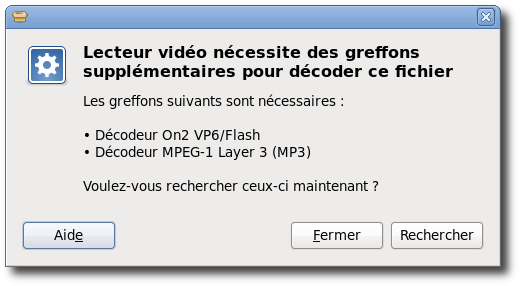 Lecteur vidéo nécessite des greffons
supplémentaires pour décoder ce fichier
Les greffons suivants sont nécessaires :
• Décodeur On2 VP6/Flash
• Décodeur MPEG-1 Layer 3 (MP3)
Voulez-vous rechercher ceux-ci maintenant ?
Aide Fermer Rechercher